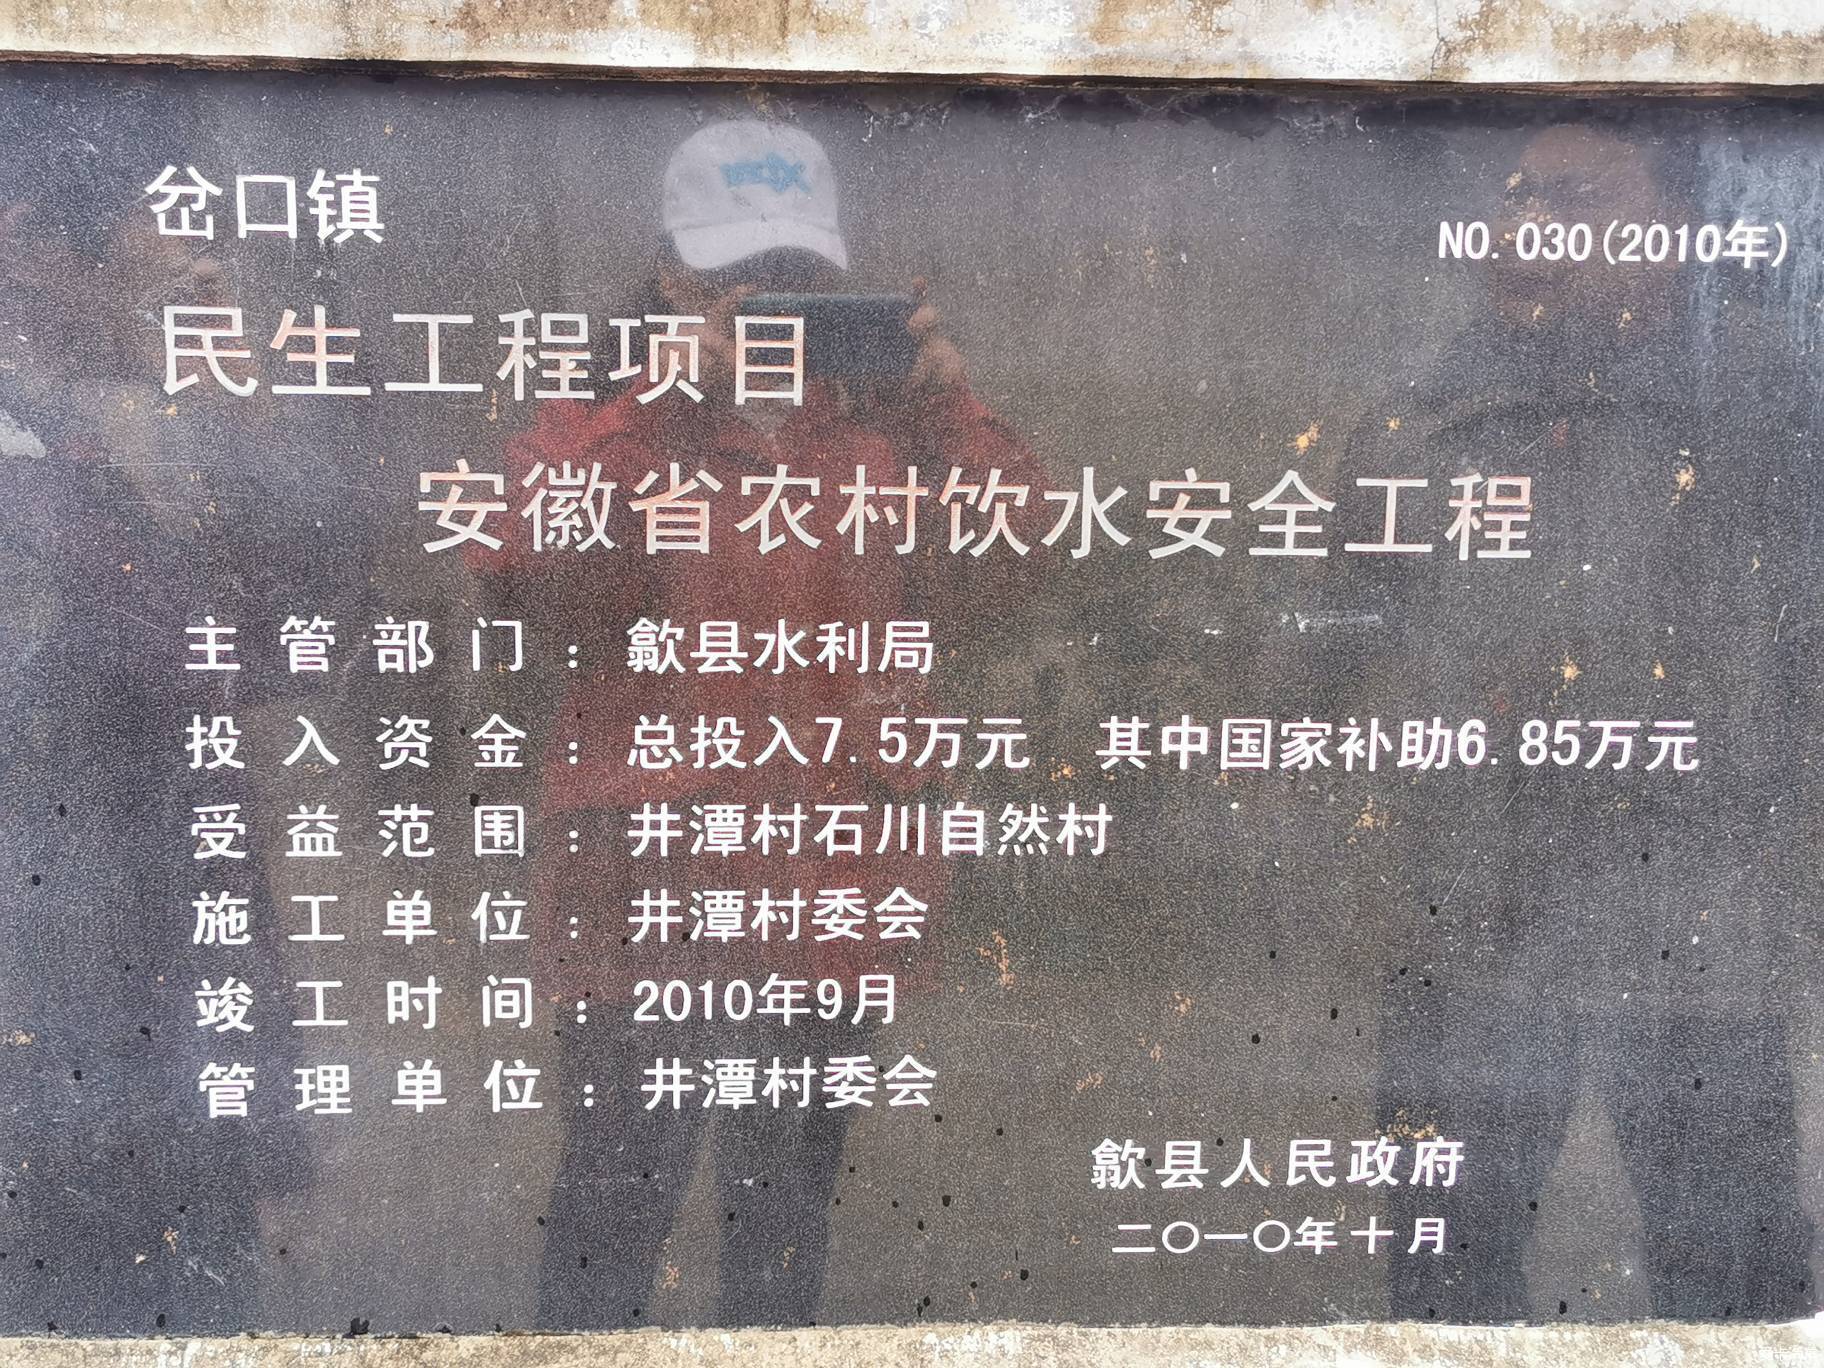 岔口镇
NO.030(2010年)
民生工程项目
安徽省农村饮水安全工程
主管部门：歙县水利局
投入资金：总投入7.5万元 其中国家补助6.85万元
受益范围：井潭村石川自然村
施工单位：井潭村委会
竣工时间：2010年9月
管理单位：井潭村委会
歙县人民政府
二〇一〇年十月